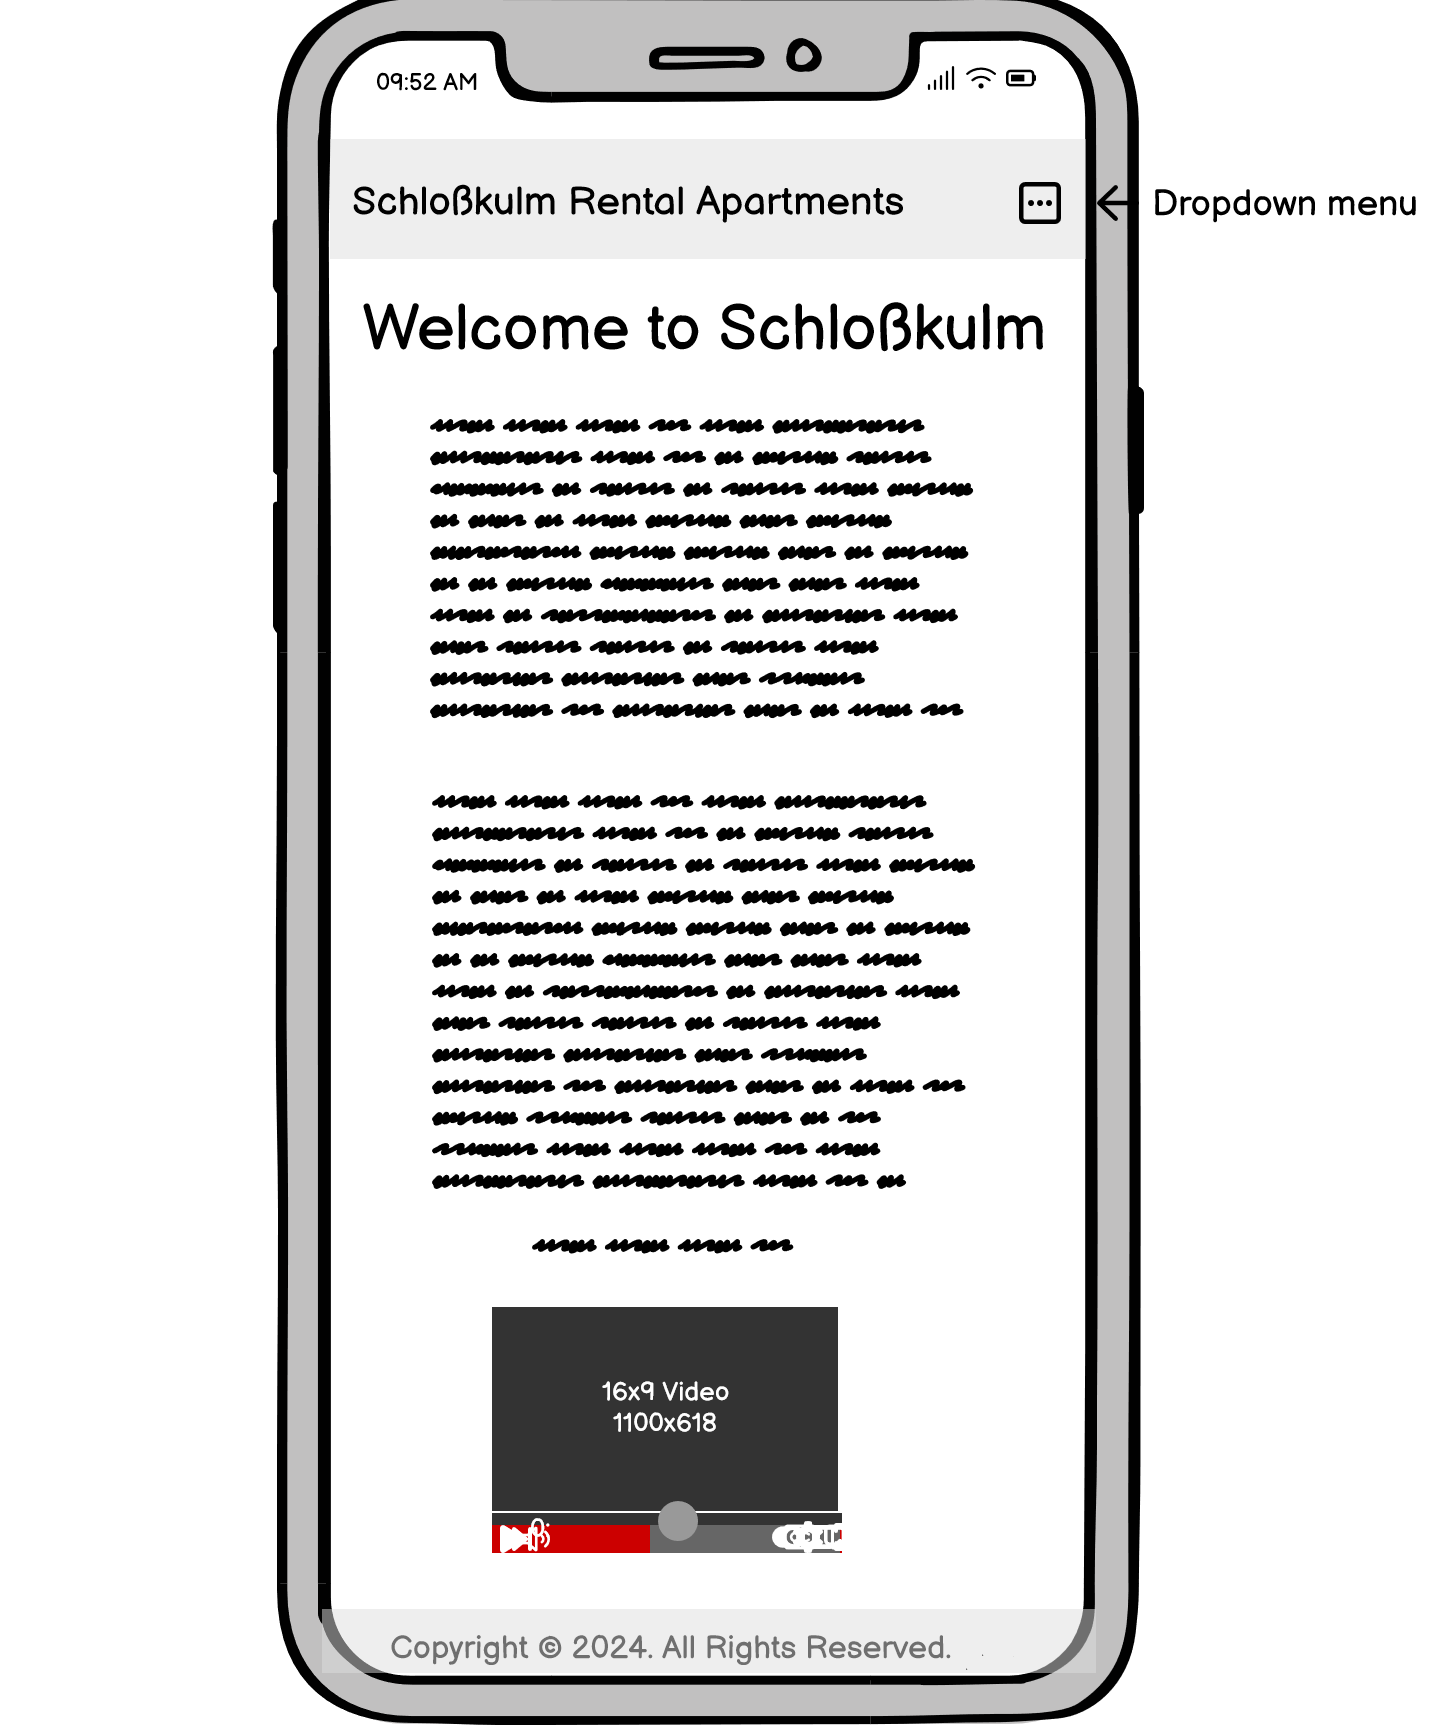 09:52 AM
Schloßkulm Rental Apartments
Dropdown menu
Welcome to Schloßkulm
16x9 Video
1100x618
Copyright © 2024. All Rights Reserved.